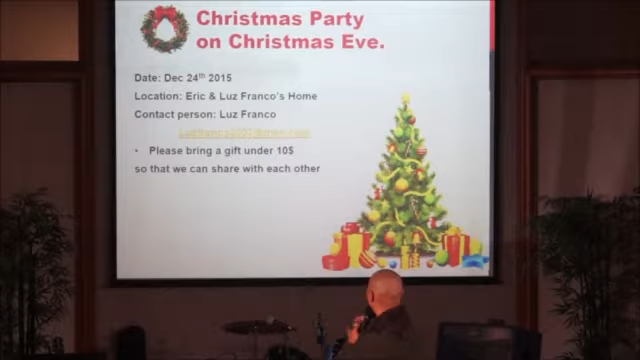 Christmas Party
on Christmas Eve.
Date: Dec 24th 2015
Location: Eric & Luz Franco's Home
Contact person: Luz Franco
• Please bring a gift under 10$
so that we can share with each other